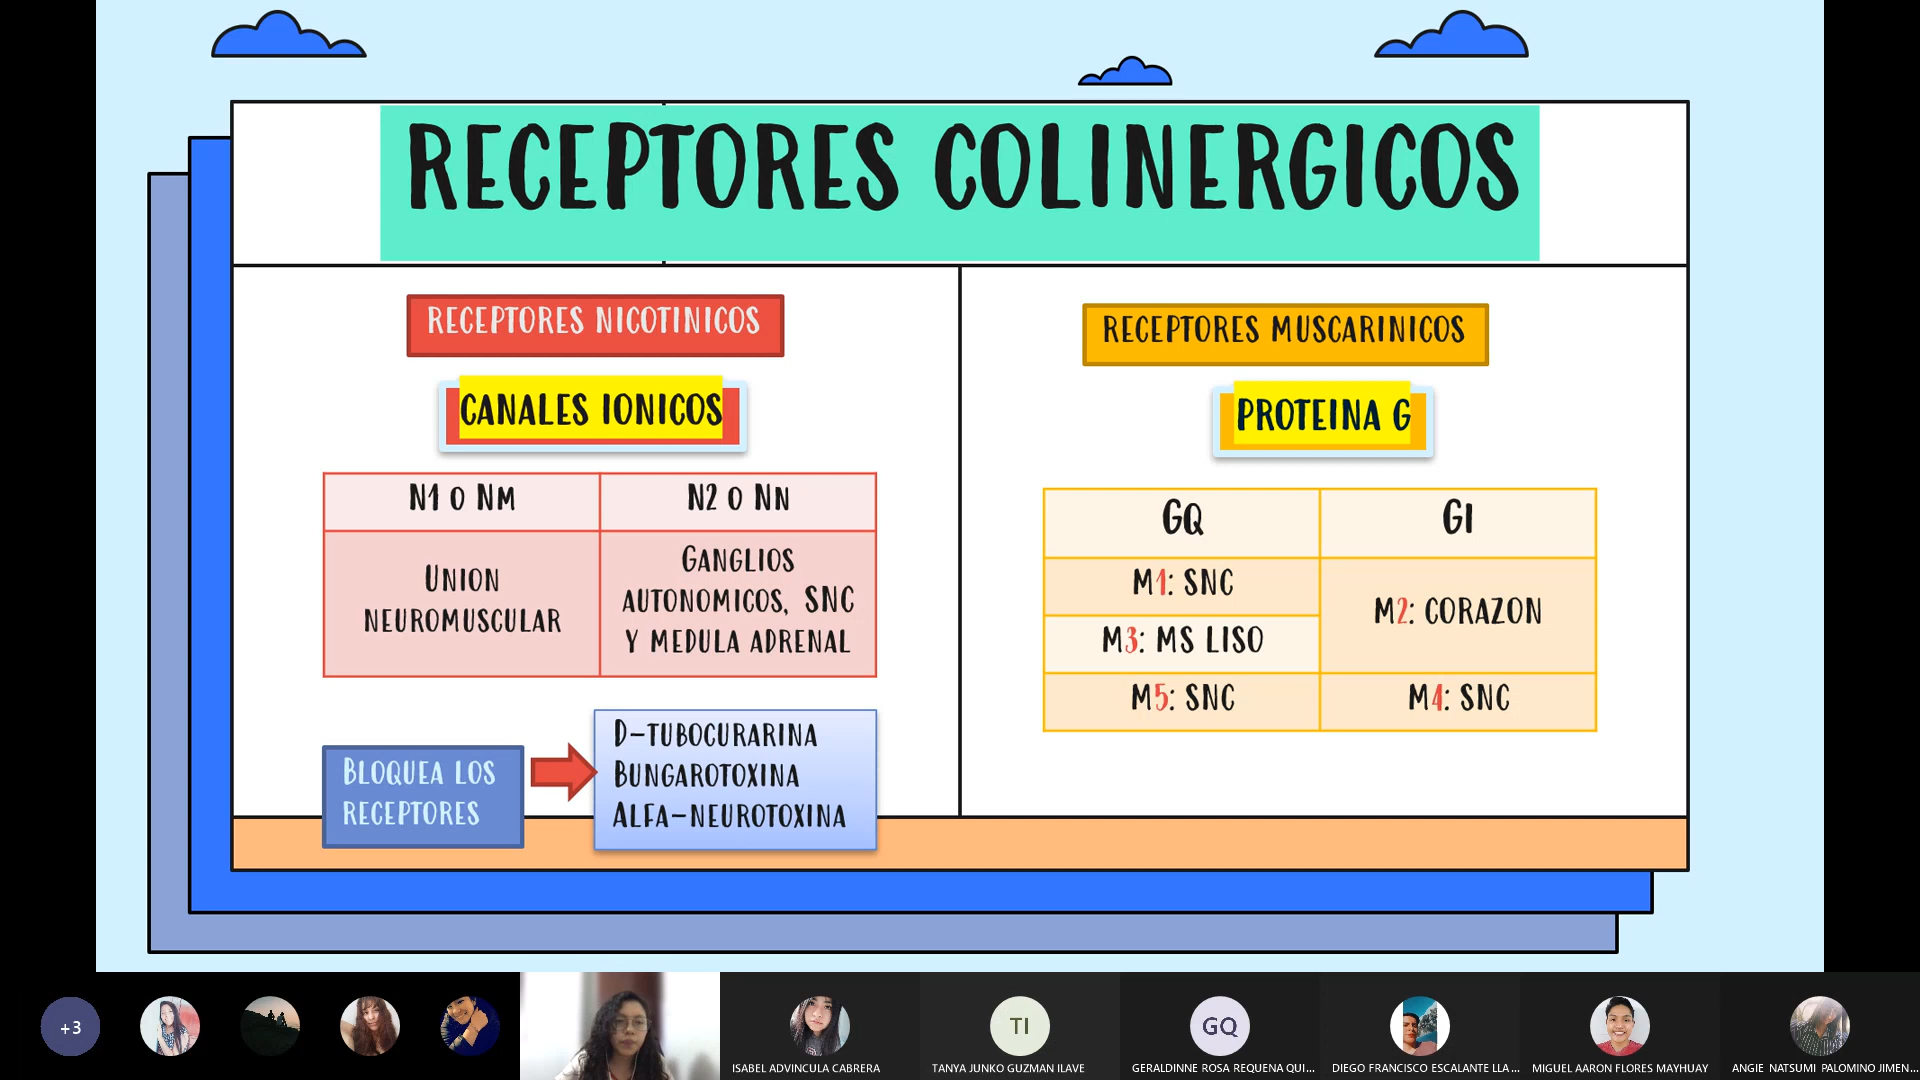 RECEPTORES COLINERGICOS
RECEPTORES NICOTINICOS
CANALES IONICOS
N1 O NM
N2 O NN
UNION
NEUROMUSCULAR
GANGLIOS
AUTONOMICOS, SNC
Y MEDULA ADRENAL
BLOQUEA LOS
RECEPTORES
D-TUBOCURARINA
BUNGAROTOXINA
ALFA-NEUROTOXINA
RECEPTORES MUSCARINICOS
PROTEINA G
GQ
GI
M1: SNC
M2: CORAZON
M3: MS LISO
M5: SNC
M4: SNC
+3
ISABEL ADVINCULA CABRERA
TI
TANYA JUNKO GUZMAN ILAVE
GQ
GERALDINNE ROSA REQUENA QUI...
DIEGO FRANCISCO ESCALANTE LLA...
MIGUEL AARON FLORES MAYHUAY
ANGIE NATSUMI PALOMINO JIMEN...